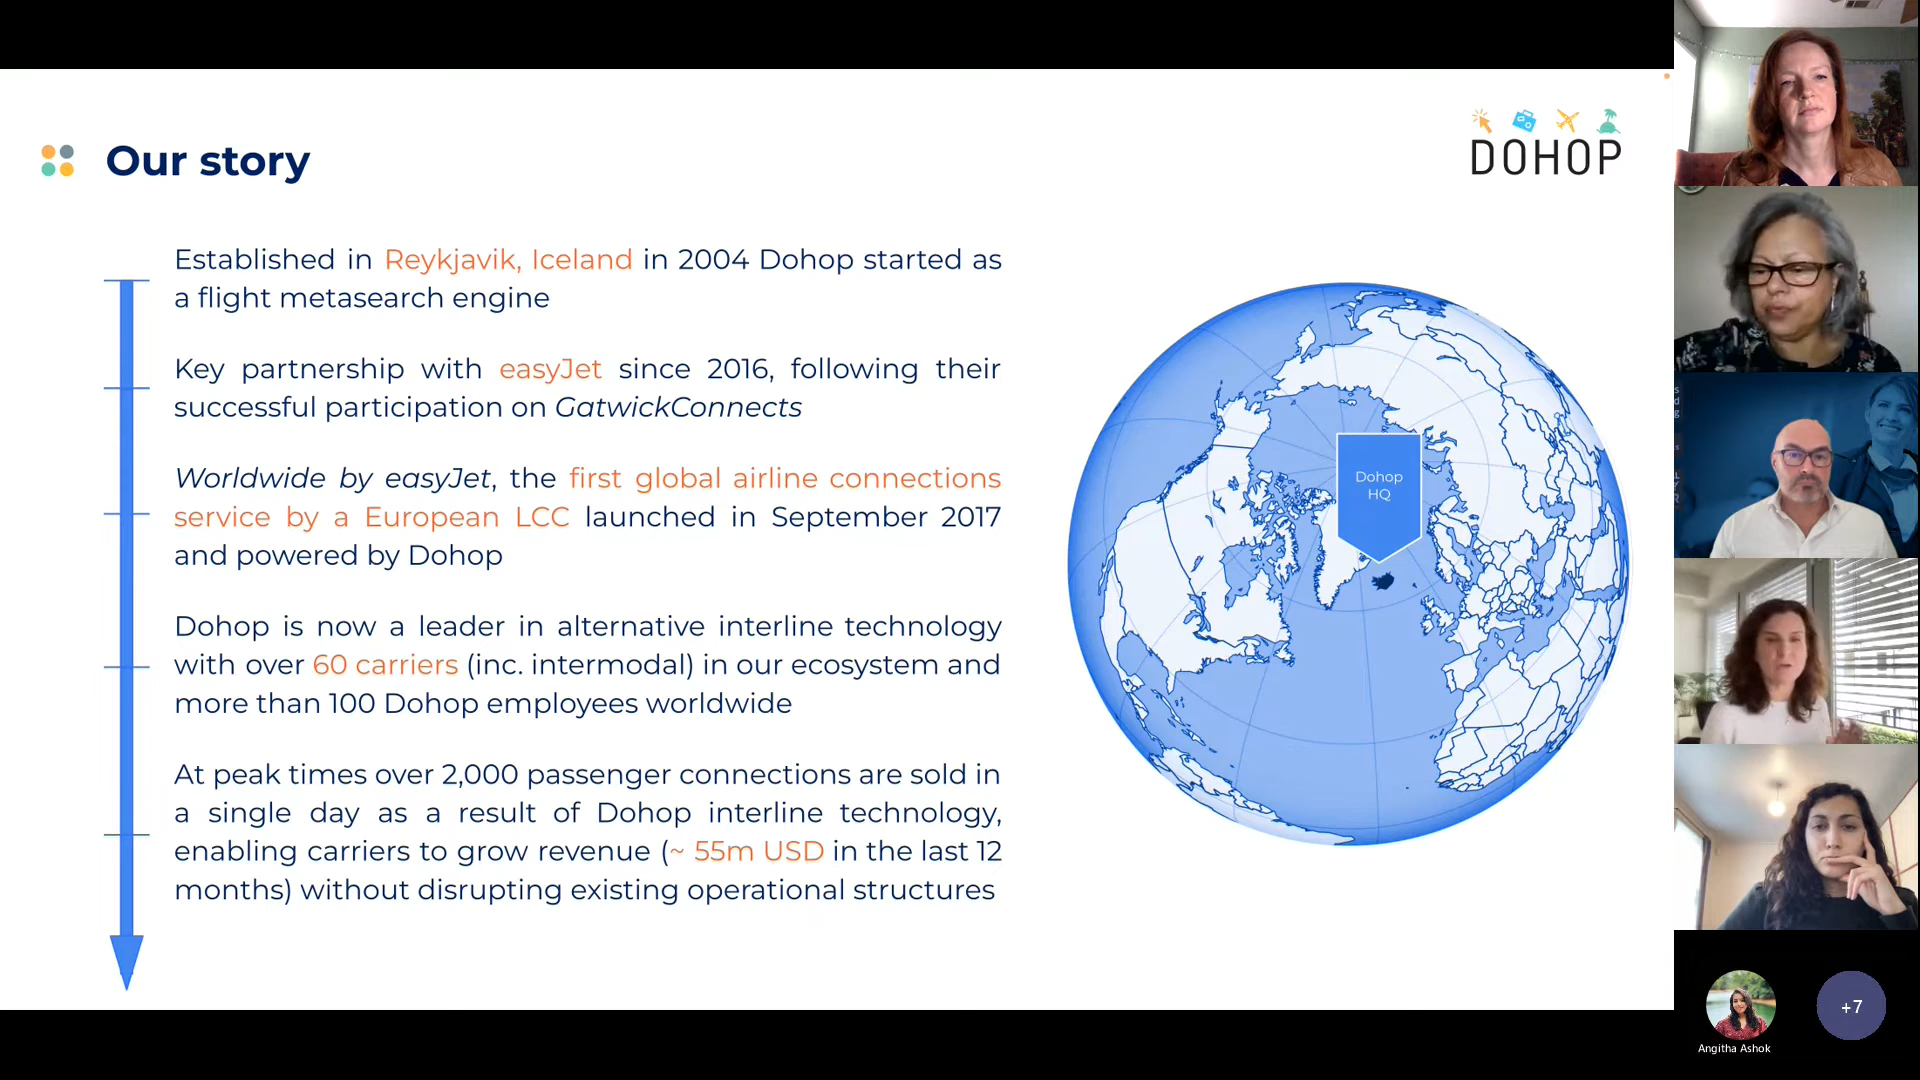 Our story
DOHOP
Established in Reykjavik, Iceland in 2004 Dohop started as
a flight metasearch engine
Key partnership with easyJet since 2016, following their
successful participation on GatwickConnects
Worldwide by easyJet, the first global airline connections
service by a European LCC launched in September 2017
and powered by Dohop
Dohop is now a leader in alternative interline technology
with over 60 carriers (inc. intermodal) in our ecosystem and
more than 100 Dohop employees worldwide
At peak times over 2,000 passenger connections are sold in
a single day as a result of Dohop interline technology,
enabling carriers to grow revenue (~ 55m USD in the last 12
months) without disrupting existing operational structures
Dohop
HQ
Angitha Ashok
+7